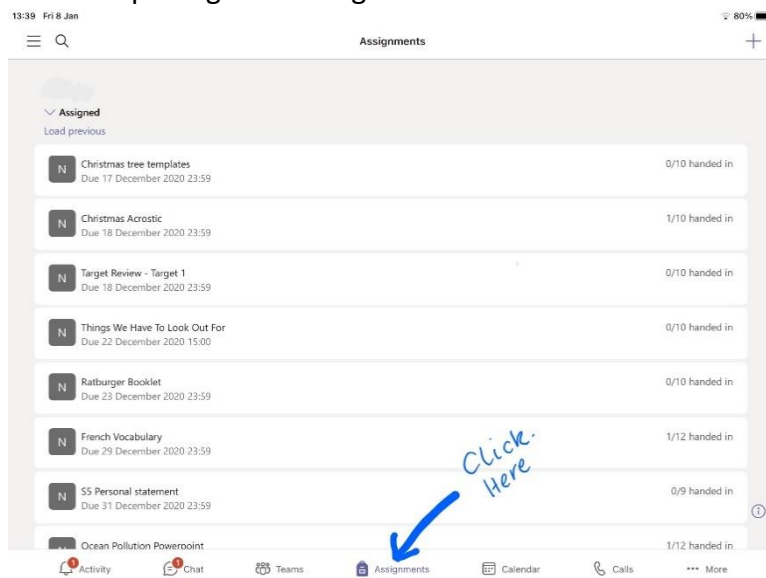 13:39 Fri 8 Jan 80%
Assignments
Assigned
Load previous
N Christmas tree templates 0/10 handed in
Due 17 December 2020 23:59
N Christmas Acrostic 1/10 handed in
Due 18 December 2020 23:59
N Target Review - Target 1 0/10 handed in
Due 18 December 2020 23:59
N Things We Have To Look Out For 0/10 handed in
Due 22 December 2020 15:00
N Ratburger Booklet 0/10 handed in
Due 23 December 2020 23:59
N French Vocabulary 1/12 handed in
Due 29 December 2020 23:59
Click.
Here
N S5 Personal statement 0/9 handed in
Due 31 December 2020 23:59
Ocean Pollution Powerpoint 1/12 handed in
1 Activity 1 Chat Teams Assignments Calendar Calls ••• More